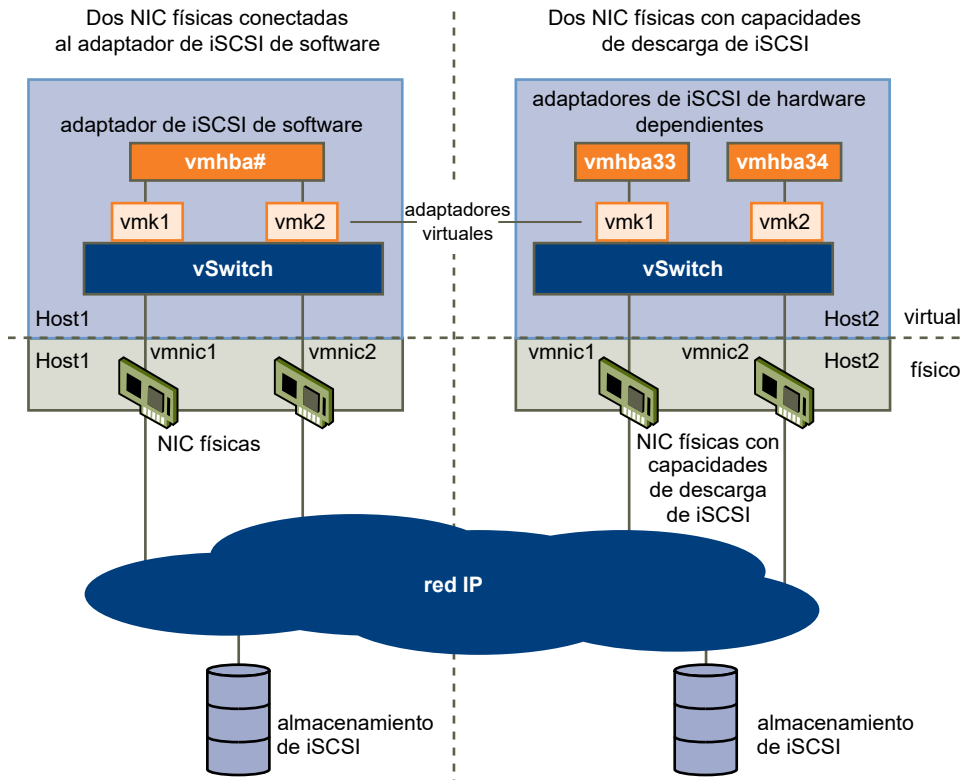 Dos NIC físicas conectadas
al adaptador de iSCSI de software
Dos NIC físicas con capacidades
de descarga de iSCSI
adaptador de iSCSI de software
vmhba#
vmk1
vmk2
vSwitch
Host1
adaptadores
virtuales
adaptadores de iSCSI de hardware
dependientes
vmhba33
vmhba34
vmk1
vmk2
vSwitch
Host2
virtual
Host1
vmnic1
vmnic2
NIC físicas
vmnic1
vmnic2
Host2
físico
NIC físicas con
capacidades
de descarga
de iSCSI
red IP
almacenamiento
de iSCSI
almacenamiento
de iSCSI